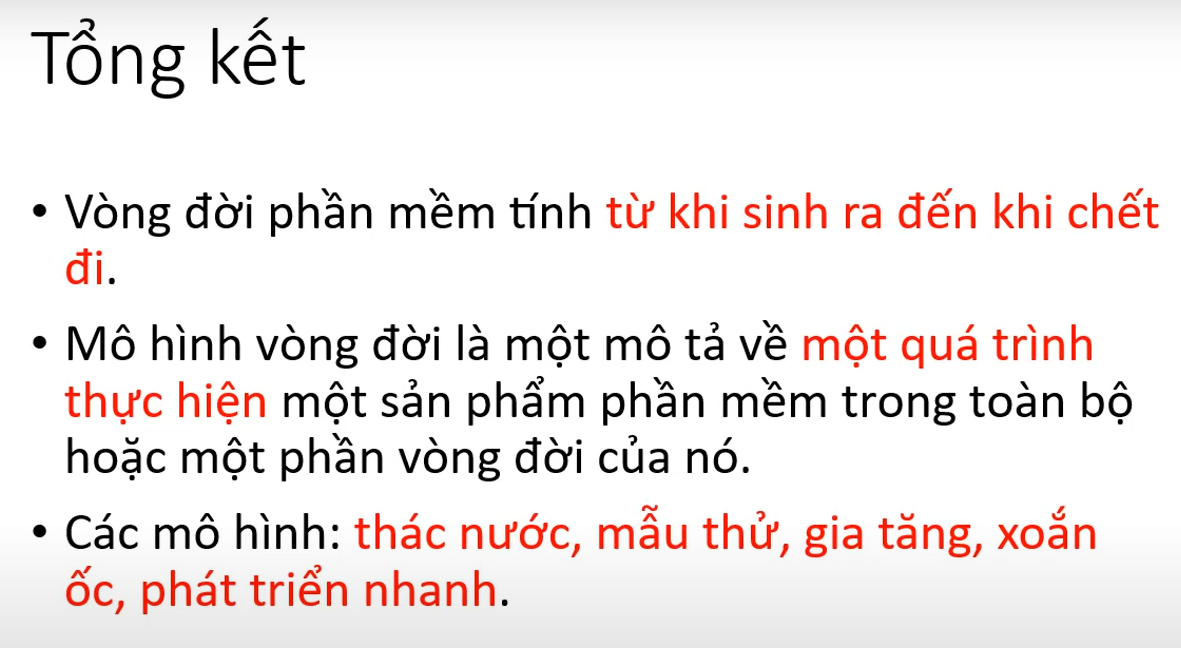 Tổng kết
• Vòng đời phần mềm tính từ khi sinh ra đến khi chết
đi.
• Mô hình vòng đời là một mô tả về một quá trình
thực hiện một sản phẩm phần mềm trong toàn bộ
hoặc một phần vòng đời của nó.
• Các mô hình: thác nước, mẫu thử, gia tăng, xoắn
ốc, phát triển nhanh.